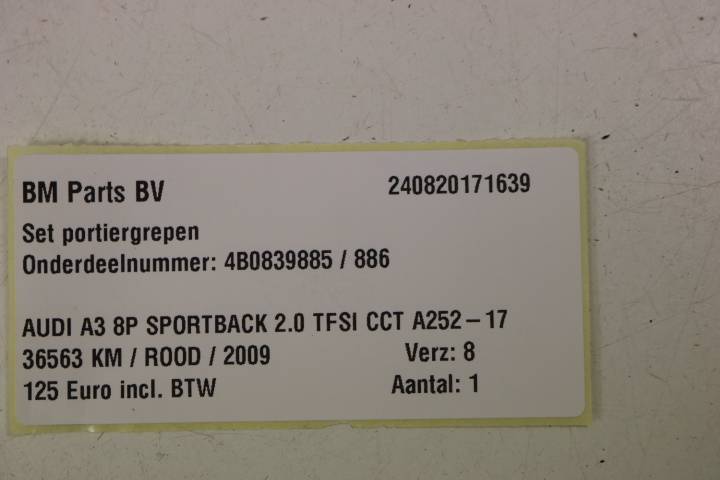 BM Parts BV 240820171639
Set portiergrepen
Onderdeelnummer: 4B0839885 / 886
AUDI A3 8P SPORTBACK 2.0 TFSI CCT A252-17
36563 KM / ROOD / 2009 Verz: 8
125 Euro incl. BTW Aantal: 1